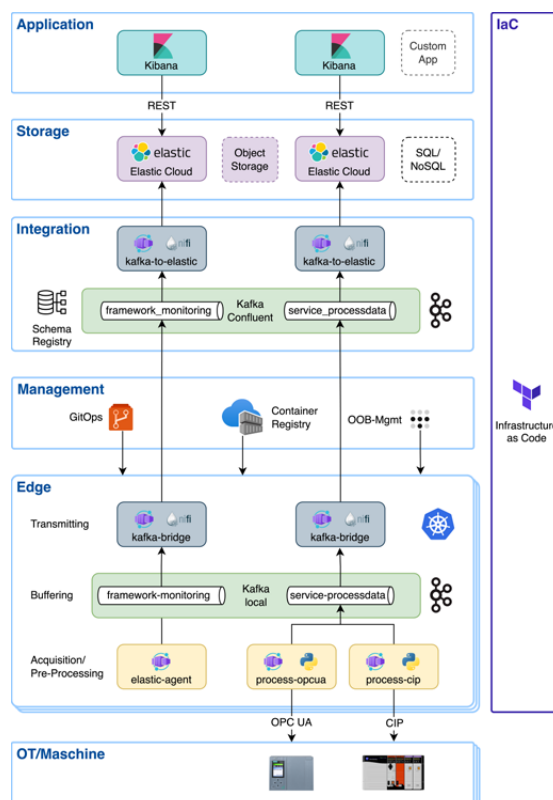 Application
IaC
Kibana
Kibana
Custom
App
REST
REST
Storage
elastic
Elastic Cloud
Object
Storage
elastic
Elastic Cloud
SQL/
NoSQL
Integration
nifi
kafka-to-elastic
nifi
kafka-to-elastic
Schema
Registry
framework_monitoring
Kafka
Confluent
service_processdata
Management
GitOps
Container
Registry
OOB-Mgmt
Infrastructure
as Code
Edge
Transmitting
nifi
kafka-bridge
nifi
kafka-bridge
Buffering
framework-monitoring
Kafka
local
service-processdata
Acquisition/
Pre-Processing
elastic-agent
process-opcua
process-cip
OPC UA
CIP
OT/Maschine